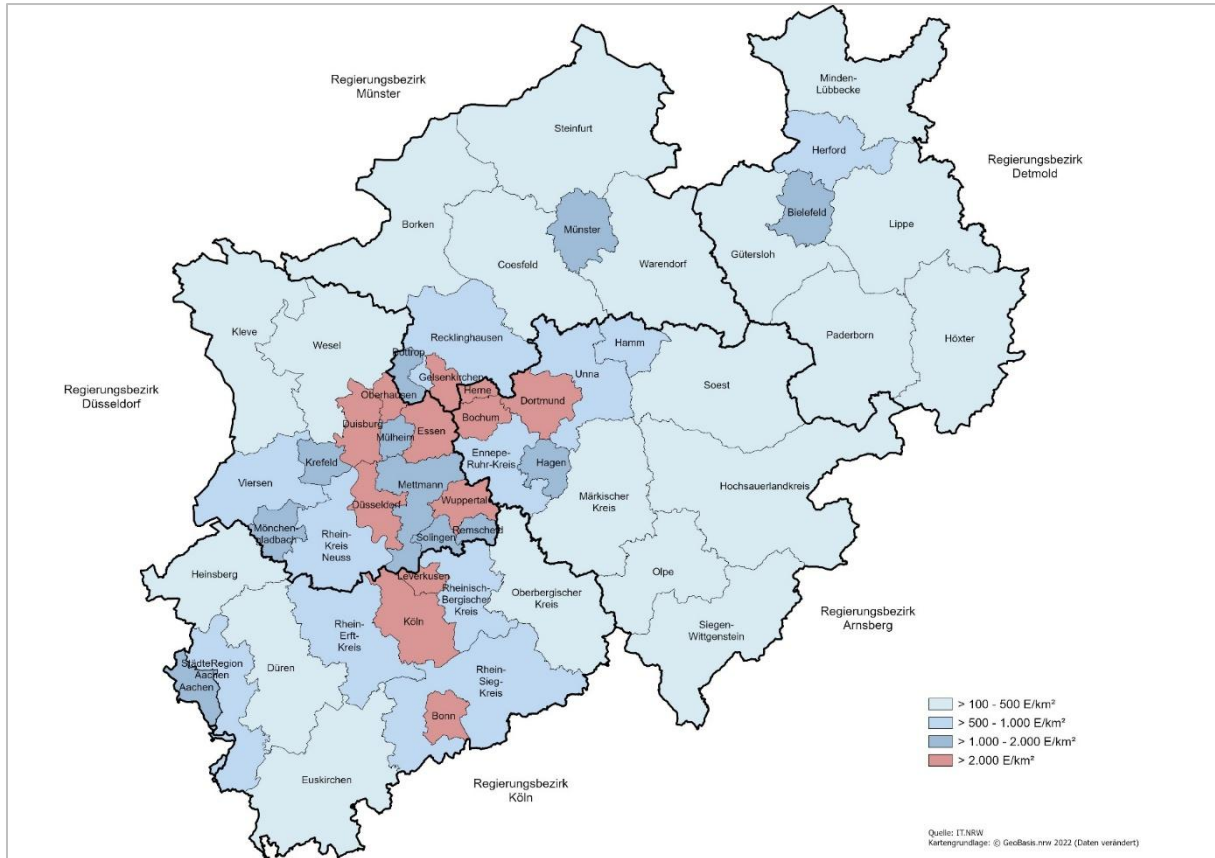 Regierungsbezirk
Münster
Minden-
Lübbecke
Steinfurt
Herford
Regierungsbezirk
Detmold
Bielefeld
Lippe
Borken
Münster
Gütersloh
Coesfeld
Warendorf
Kleve
Wesel
Recklinghausen
Hamm
Paderborn
Höxter
Bottrop
Unna
Soest
Gelsenkirchen
Regierungsbezirk
Düsseldorf
Oberhausen
Herne
Dortmund
Bochum
Duisburg
Essen
Mülheim
Ennepe-
Ruhr-Kreis
Hagen
Krefeld
Viersen
Mettmann
Hochsauerlandkreis
Märkischer
Kreis
Düsseldorf
Wuppertal
Mönchen-
gladbach
Rhein-
Kreis
Neuss
Solingen
Remscheid
Heinsberg
Leverkusen
Rheinisch-
Bergischer
Kreis
Oberbergischer
Kreis
Olpe
Regierungsbezirk
Arnsberg
Köln
Rhein-
Erft-
Kreis
Siegen-
Wittgenstein
StädteRegion
Aachen
Aachen
Düren
Rhein-
Sieg-
Kreis
Bonn
Euskirchen
Regierungsbezirk
Köln
> 100 - 500 E/km²
> 500 - 1.000 E/km²
> 1.000 - 2.000 E/km²
> 2.000 E/km²
Quelle: IT.NRW
Kartengrundlage: © GeoBasis.nrw 2022 (Daten verändert)